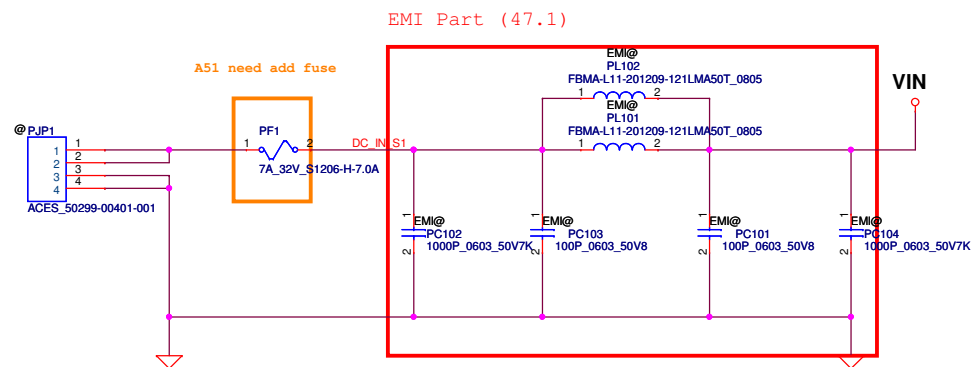 EMI Part (47.1)
A51 need add fuse
EMI@
PL102
FBMA-L11-201209-121LMA50T_0805
1 2
EMI@
PL101
FBMA-L11-201209-121LMA50T_0805
1 2
VIN
@ PJP1
1 1
2 2
3 3
4 4
ACES_50299-00401-001
PF1
1 2
7A_32V_S1206-H-7.0A
DC_IN_S1
1
2
EMI@
PC102
1000P_0603_50V7K
1
2
EMI@
PC103
100P_0603_50V8
1
2
EMI@
PC101
100P_0603_50V8
1
2
EMI@
PC104
1000P_0603_50V7K